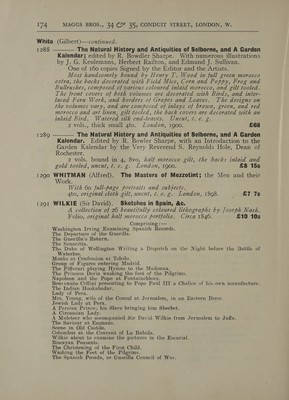 174 MAGGS BROS., 34 & 35, CONDUIT STREET, LONDON, W.
White (Gilbert)—continued.
1288 ——— The Natural History and Antiquities of Selborne, and A Garden
Kalendar; edited by R. Bowdler Sharpe. With numerous illustrations
by J. G. Keulemans, Herbert Railton, and Edmund J. Sullivan.
One of 160 copies Signed by the Editor and the Artists.
Most handsomely bound by Henry T. Wood in full green morocco
extra, the backs decorated with Field Mice, Corn and Poppy, Frog and
Bullrushes, composed of various coloured inlaid morocco, and gilt tooled.
The front covers of both volumes are decorated with Birds, and inter-
laced Fern Work, and borders of Grapes and Leaves. The designs on
the volumes vary, and are composed of inlays of brown, green, and red
morocco and art linen, gilt tooled, the back covers are decorated with an
inlaid Bird. Watered silk end-leaves. Uncut, t. e. g.
2 vols., thick small 4to. London, 1900. £68
1289 ——— The Natural History and Antiquities of Selborne, and A Garden
Kalendar. Edited by R. Bowler Sharpe, with an Introduction to the
Garden Kalendar by the Very Reverend S. Reynolds Hole, Dean of
Rochester.
2 vols. bound in 4, 8vo, half morocco gilt, the backs inlaid and
gold tooled, uncut, t. e. g. London, 1900. £8 15s
1290 WHITMAN (Alfred). The Masters of Mezzotint; the Men and their
Work.
With 60 full-page portraits and subjects.
4to, original cloth gilt, uncut, t. e. g. London, 1898. £7 7s
1291 WILKIE (Sir David). Sketches in Spain, &c.
A collection of 26 beautifully coloured lithographs by Joseph Nash.
Folio, original half morocco portfolio. Circa 1846. £10 10s
Comprising:—
Washington Irving Examining Spanish Records.
The Departure of the Guerilla.
The Guerilla's Return.
The Senorita.
The Duke of Wellington Writing a Dispatch on the Night before the Battle of
Waterloo.
Monks at Confession at Toledo.
Group of Figures entering Madrid.
The Pifferari playing Hymns to the Madonna.
The Princess Doria washing the feet of the Pilgrims.
Napoleon and the Pope at Fontainebleau.
Benvenuto Cellini presenting to Pope Paul III a Chalice of his own manufacture.
The Indian Hookabadar.
Lady of Pera.
Mrs. Young, wife of the Consul at Jerusalem, in an Eastern Dress.
Jewish Lady at Pera.
A Persian Prince; his Slave bringing him Sherbet.
A Circassian Lady.
A Muleteer who accompanied Sir David Wilkie from Jerusalem to Jaffa.
The Saviour at Emmaus.
Scene in Old Castile.
Columbus at the Convent of La Rabida.
Wilkie about to examine the pictures in the Escurial.
Biscayan Peasants.
The Christening of the First Child.
Washing the Feet of the Pilgrims.
The Spanish Posada, or Guerilla Council of War.